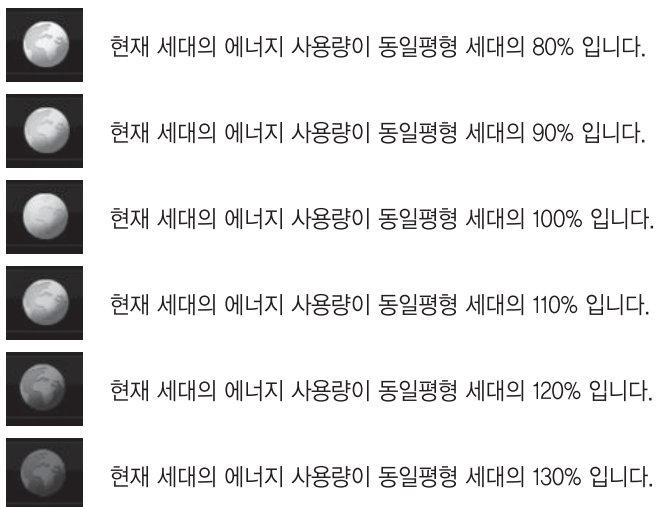 현재 세대의 에너지 사용량이 동일평형 세대의 80% 입니다.
현재 세대의 에너지 사용량이 동일평형 세대의 90% 입니다.
현재 세대의 에너지 사용량이 동일평형 세대의 100% 입니다.
현재 세대의 에너지 사용량이 동일평형 세대의 110% 입니다.
현재 세대의 에너지 사용량이 동일평형 세대의 120% 입니다.
현재 세대의 에너지 사용량이 동일평형 세대의 130% 입니다.